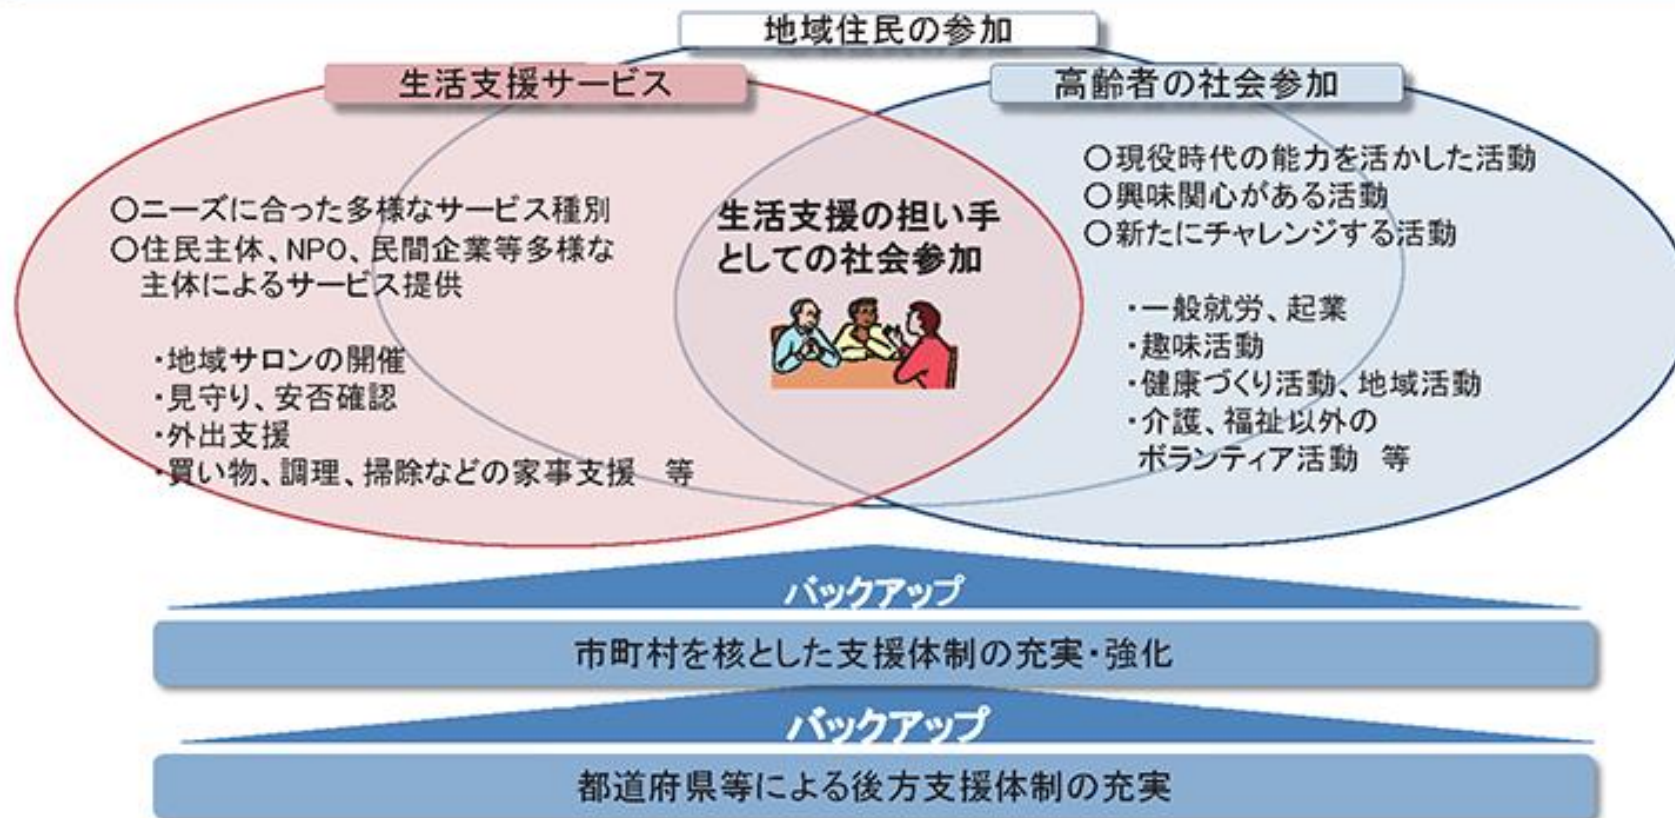 地域住民の参加
生活支援サービス
高齢者の社会参加
〇ニーズに合った多様なサービス種別
〇住民主体、NPO、民間企業等多様な
主体によるサービス提供
・地域サロンの開催
・見守り、安否確認
・外出支援
・買い物、調理、掃除などの家事支援　等
生活支援の担い手
としての社会参加
〇現役時代の能力を活かした活動
〇興味関心がある活動
〇新たにチャレンジする活動
・一般就労、起業
・趣味活動
・健康づくり活動、地域活動
・介護、福祉以外の
ボランティア活動　等
バックアップ
市町村を核とした支援体制の充実・強化
バックアップ
都道府県等による後方支援体制の充実